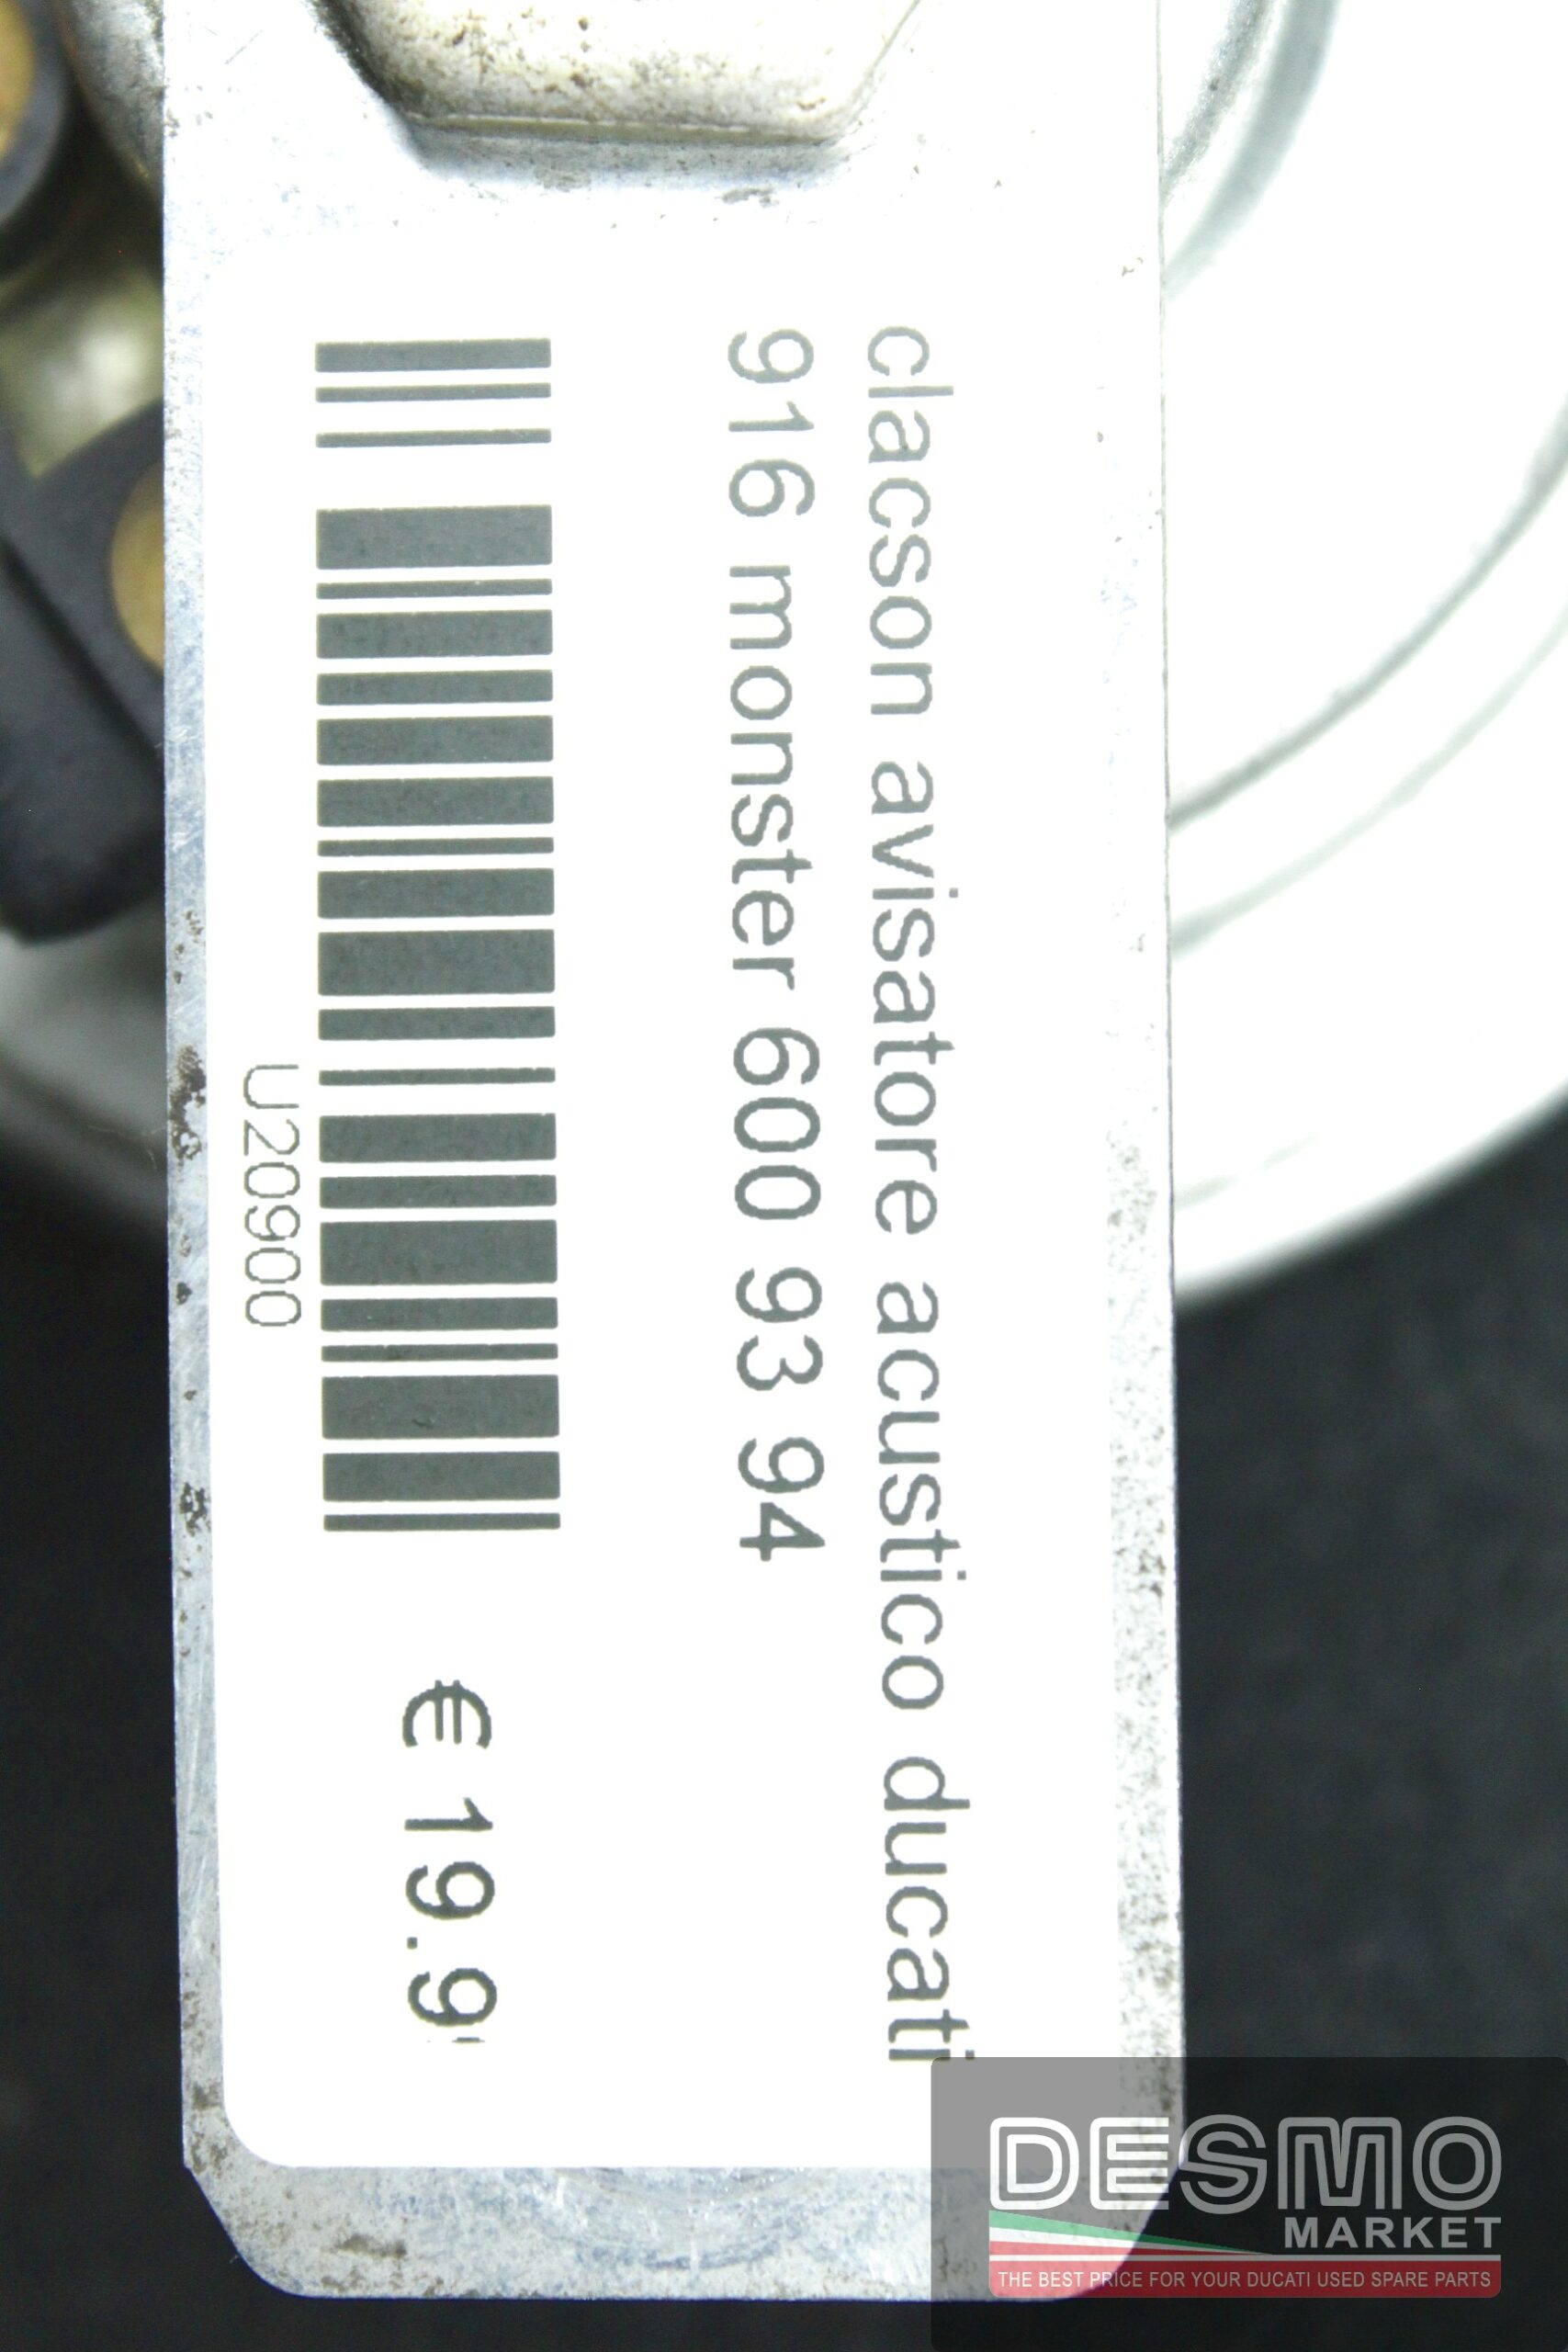 clacson avisatore acustico ducati
916 monster 600 93 94
€ 19.9
U20900
DESMO
MARKET
THE BEST PRICE FOR YOUR DUCATI USED SPARE PARTS